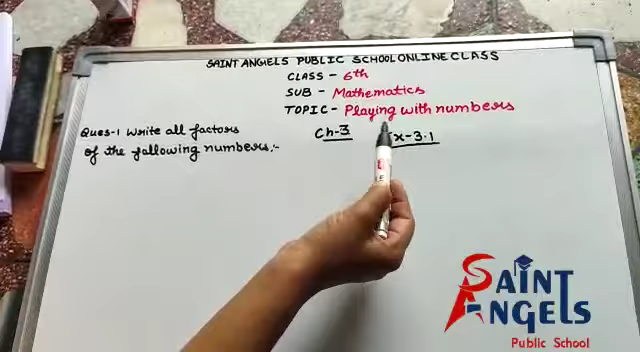 SAINT ANGELS PUBLIC SCHOOL ONLINE CLASS
CLASS - 6th
SUB - Mathematics
TOPIC - Playing with numbers
Ch-3 x-3.1
Ques-1 Write all factors
of the following numbers:-
SAINT
ANGELS
Public School